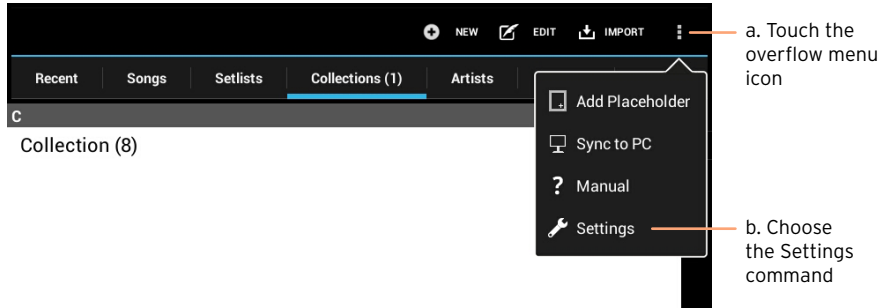 NEW EDIT IMPORT
a. Touch the
overflow menu
icon
Recent Songs Setlists Collections (1) Artists
Add Placeholder
C
Collection (8)
Sync to PC
? Manual
Settings
b. Choose
the Settings
command